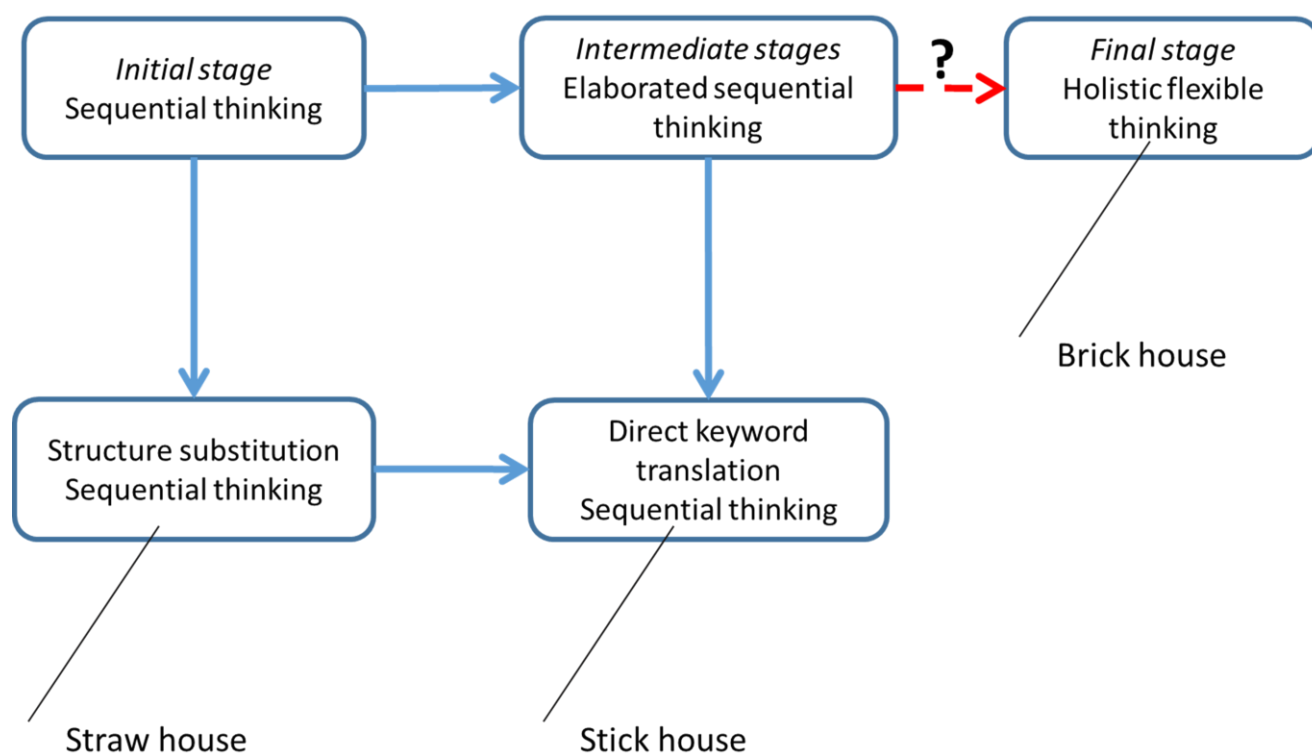 Initial stage
Sequential thinking
Intermediate stages
Elaborated sequential
thinking
?
Final stage
Holistic flexible
thinking
Brick house
Structure substitution
Sequential thinking
Direct keyword
translation
Sequential thinking
Straw house
Stick house